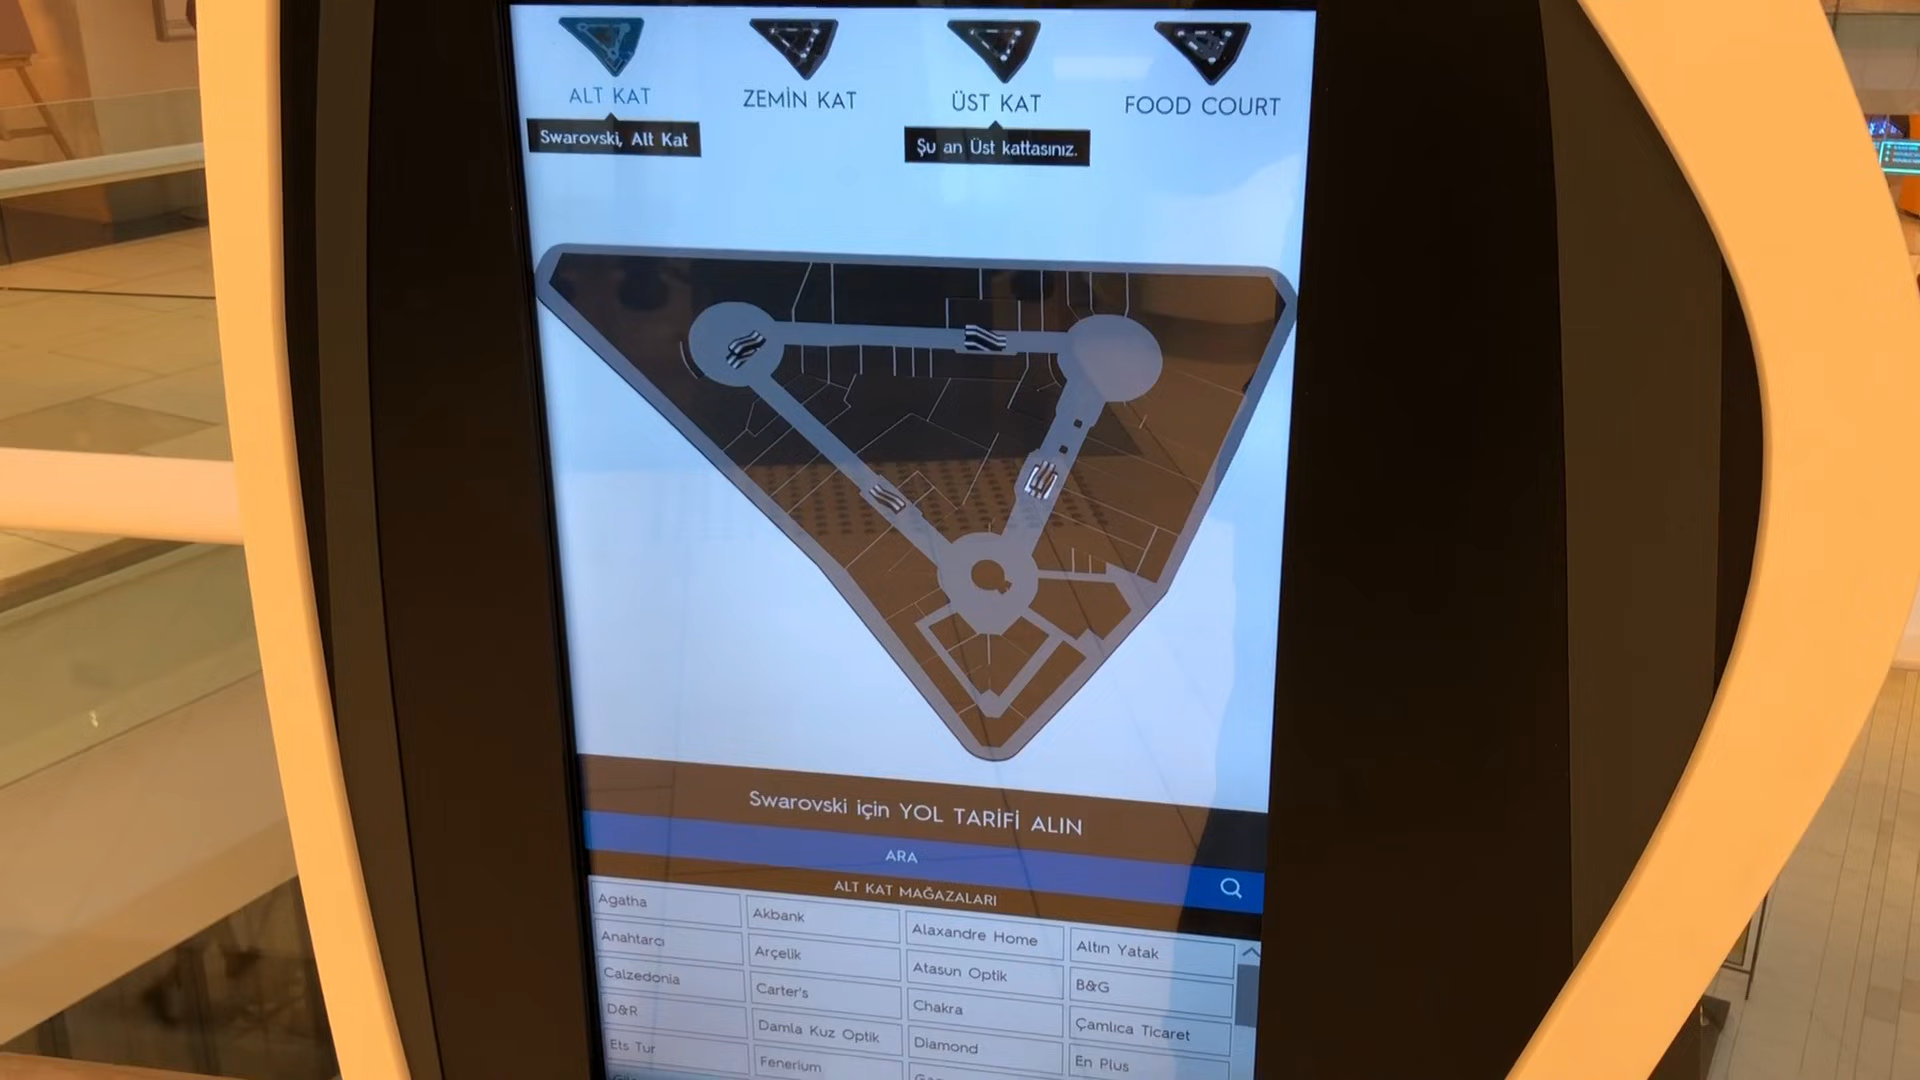 ALT KAT
ZEMİN KAT
ÜST KAT
FOOD COURT
Swarovski, Alt Kat
Şu an Üst kattasınız.
Swarovski için YOL TARİFİ ALIN
ARA
ALT KAT MAĞAZALARI
Agatha
Akbank
Alaxandre Home
Altın Yatak
Anahtarcı
Arçelik
Atasun Optik
B&G
Calzedonia
Carter's
Chakra
Çamlıca Ticaret
D&R
Damla Kuz Optik
Diamond
En Plus
Ets Tur
Fenerium